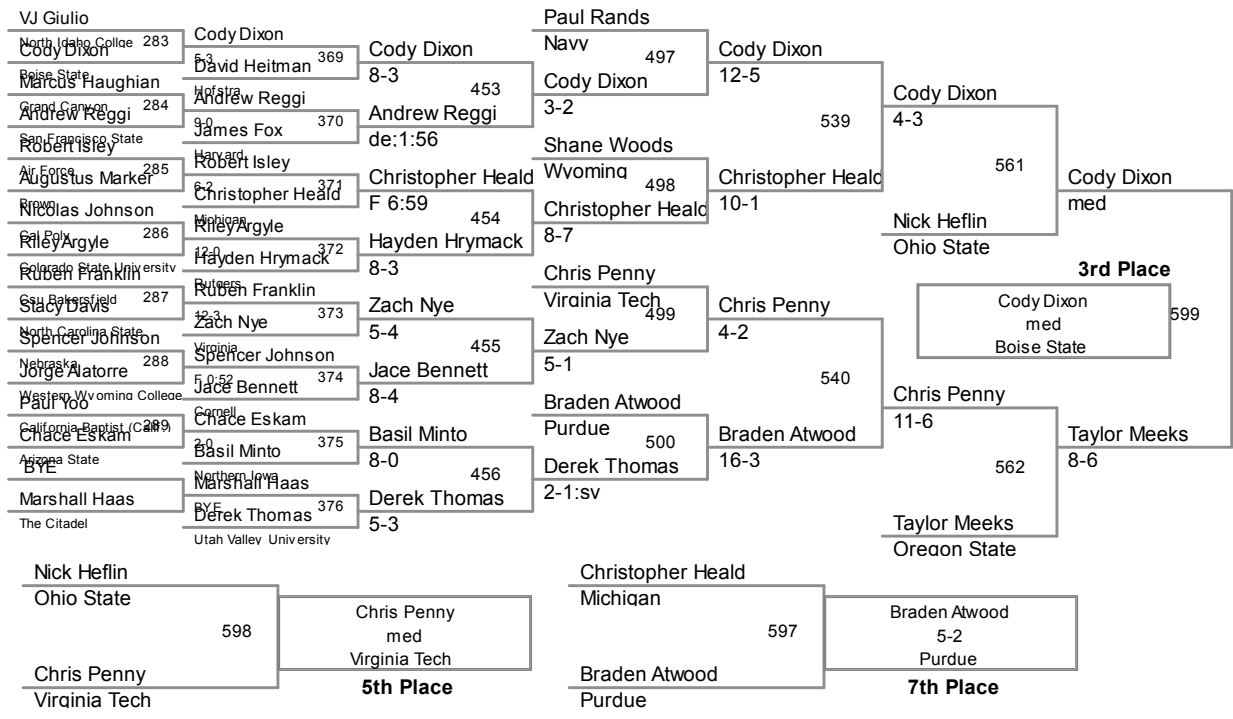 VJ Giulio
North Idaho Collge 283
Cody Dixon
Boise State
Marcus Haughian
Grand Canyon 284
Andrew Reggi
San Francisco State
Robert Isley
Air Force 285
Augustus Marker
Brown
Nicolas Johnson
Cal Poly 286
Riley Argyle
Colorado State University
Ruben Franklin
Csu Bakersfield 287
Stacy Davis
North Carolina State
Spencer Johnson
Nebraska 288
Jorge Alatorre
Western Wyoming College
Paul Yoo
California Baptist (Calif.) 289
Chace Eskam
Arizona State
BYE
Marshall Haas
The Citadel
Cody Dixon
5-3 369
David Heitman
Hofstra
Andrew Reggi
9-0 370
James Fox
Harvard
Robert Isley
6-2 371
Christopher Heald
Michigan
Riley Argyle
12-0 372
Hayden Hrymack
Rutgers
Ruben Franklin
12-3 373
Zach Nye
Virginia
Spencer Johnson
F 0:52 374
Jace Bennett
Cornell
Chace Eskam
2-0 375
Basil Minto
Northern Iowa
Marshall Haas
BYE 376
Derek Thomas
Utah Valley University
Cody Dixon
8-3
453
Andrew Reggi
de;1:56
Christopher Heald
F 6:59
454
Hayden Hrymack
8-3
Zach Nye
5-4
455
Jace Bennett
8-4
Basil Minto
8-0
456
Derek Thomas
5-3
Paul Rands
Navy
497
Cody Dixon
3-2
Shane Woods
Wyoming
498
Christopher Heald
8-7
Chris Penny
Virginia Tech
499
Zach Nye
5-1
Braden Atwood
Purdue
500
Derek Thomas
2-1:sv
Cody Dixon
12-5
539
Christopher Heald
10-1
Chris Penny
4-2
540
Braden Atwood
16-3
Cody Dixon
4-3
561
Nick Heflin
Ohio State
Chris Penny
11-6
562
Taylor Meeks
Oregon State
Cody Dixon
med
3rd Place
Cody Dixon
med
Boise State
599
Taylor Meeks
8-6
Nick Heflin
Ohio State
598
Chris Penny
Virginia Tech
Chris Penny
med
Virginia Tech
5th Place
Christopher Heald
Michigan
597
Braden Atwood
Purdue
Braden Atwood
5-2
Purdue
7th Place